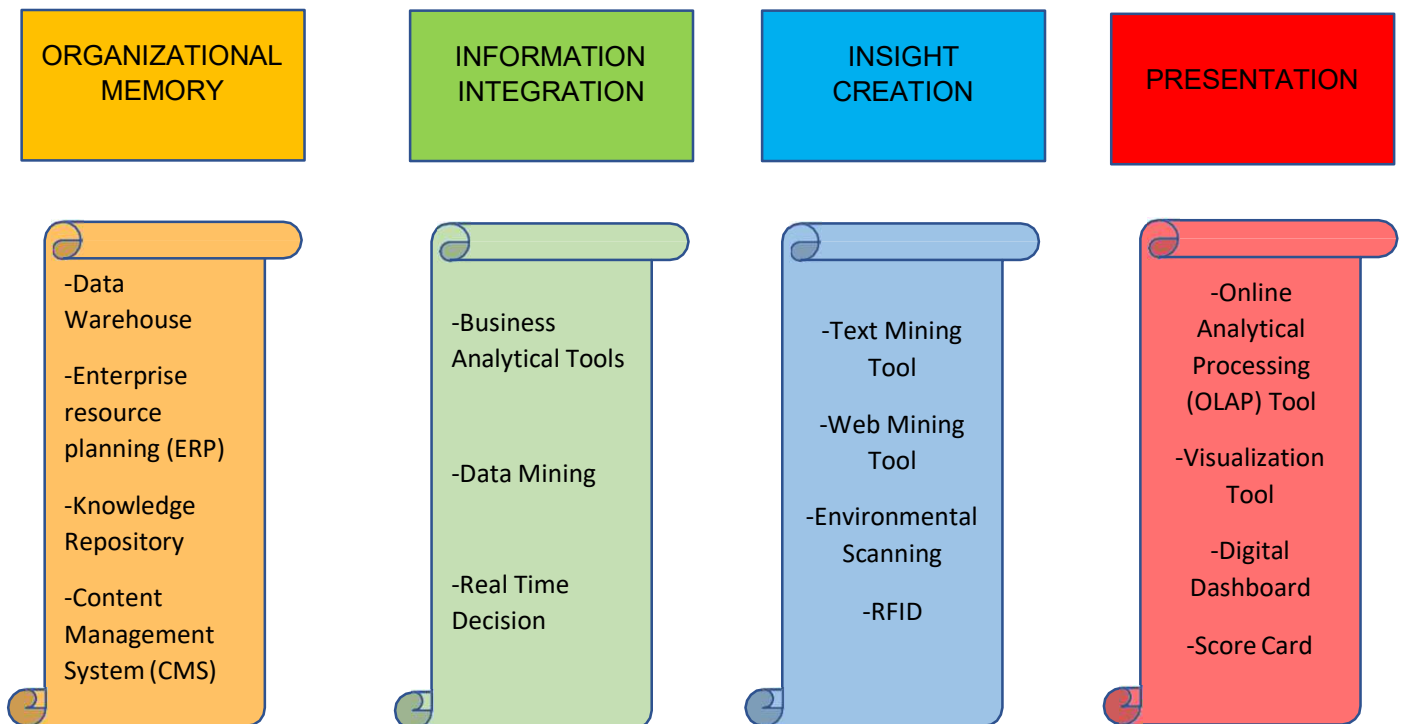 ORGANIZATIONAL
MEMORY
INFORMATION
INTEGRATION
INSIGHT
CREATION
PRESENTATION
-Data
Warehouse
-Enterprise
resource
planning (ERP)
-Knowledge
Repository
-Content
Management
System (CMS)
-Business
Analytical Tools
-Data Mining
-Real Time
Decision
-Text Mining
Tool
-Web Mining
Tool
-Environmental
Scanning
-RFID
-Online
Analytical
Processing
(OLAP) Tool
-Visualization
Tool
-Digital
Dashboard
-Score Card